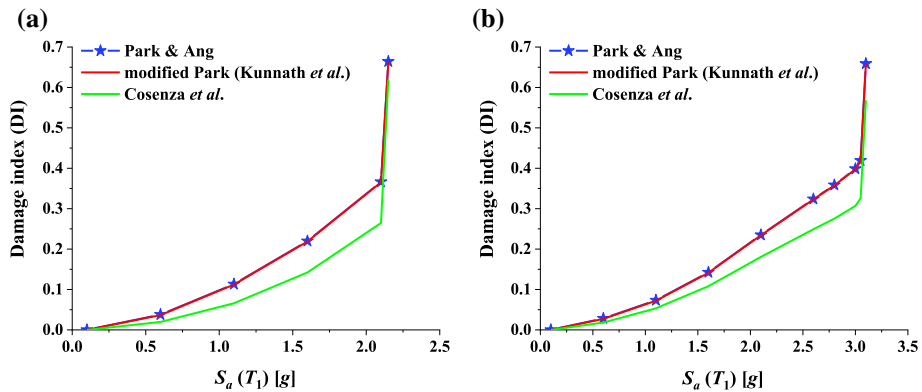 (a)
Park & Ang
modified Park (Kunnath et al.)
Cosenza et al.
Damage index (DI)
0.7
0.6
0.5
0.4
0.3
0.2
0.1
0.0
0.0 0.5 1.0 1.5 2.0 2.5
Sa (T1) [g]
(b)
Park & Ang
modified Park (Kunnath et al.)
Cosenza et al.
Damage index (DI)
0.7
0.6
0.5
0.4
0.3
0.2
0.1
0.0
0.0 0.5 1.0 1.5 2.0 2.5 3.0 3.5
Sa (T1) [g]